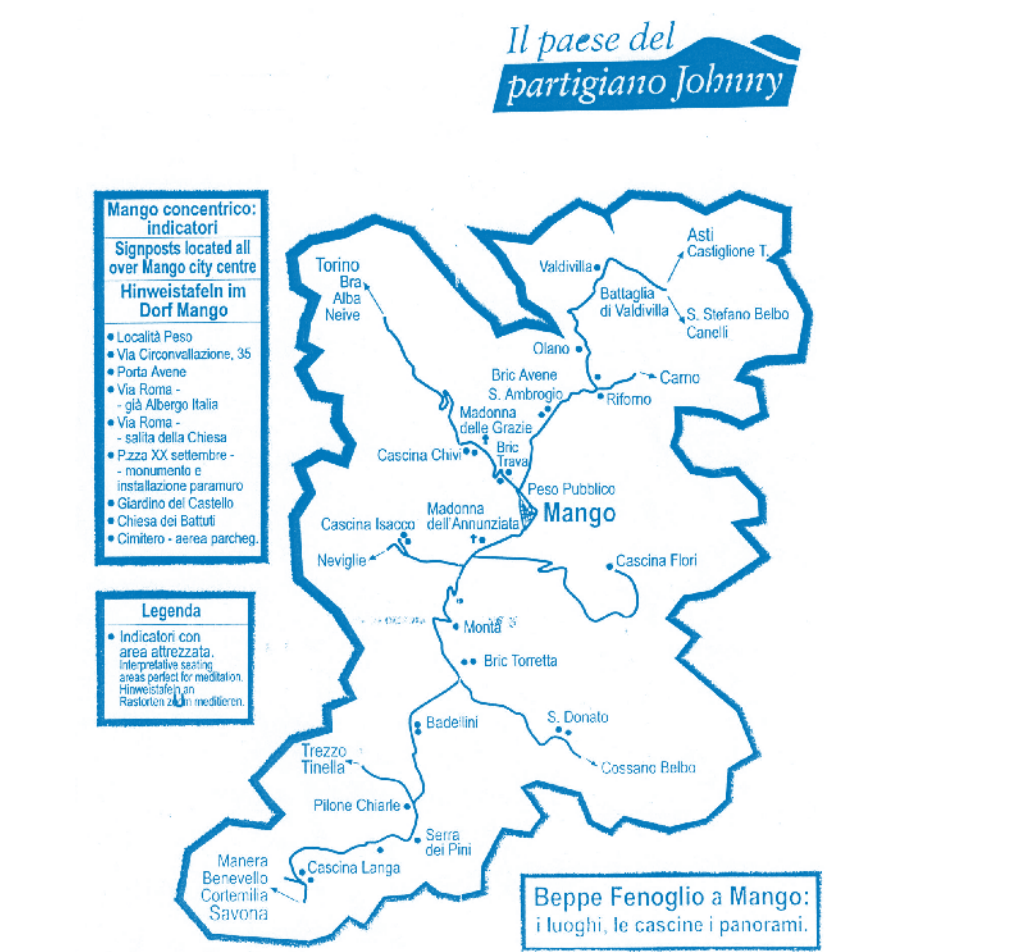 Il paese del
partigiano Johnny
Mango concentrico:
indicatori
Signposts located all
over Mango city centre
Hinweistafeln im
Dorf Mango
• Località Peso
• Via Circonvallazione, 35
• Porta Avene
• Via Roma -
- già Albergo Italia
• Via Roma -
- salita della Chiesa
• P.zza XX settembre -
- monumento e
installazione paramuro
• Giardino del Castello
• Chiesa dei Battuti
• Cimitero - aerea parcheg.
Legenda
• Indicatori con
area attrezzata.
Interpretative seating
areas perfect for meditation.
Hinweistafeln an
Rastorten zum meditieren.
Torino
Bra
Alba
Neive
Valdivilla
Asti
Castiglione T.
Battaglia
di Valdivilla
S. Stefano Belbo
Canelli
Olano
Bric Avene
Carno
S. Ambrogio
Riforno
Madonna
delle Grazie
Cascina Chivi
Bric
Trava
Peso Pubblico
Mango
Madonna
dell'Annunziata
Cascina Isacco
Neviglie
Cascina Flori
Monta
Bric Torretta
Badellini
S. Donato
Trezzo
Tinella
Cossano Belbo
Pilone Chiarle
Serra
dei Pini
Cascina Langa
Manera
Benevello
Cortemilia
Savona
Beppe Fenoglio a Mango:
i luoghi, le cascine i panorami.